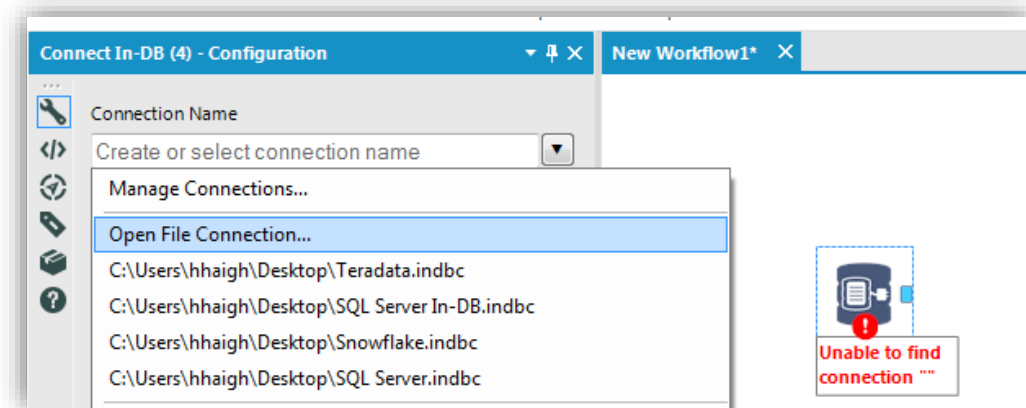 Connect In-DB (4) - Configuration
New Workflow1*
Connection Name
Create or select connection name
Manage Connections...
Open File Connection...
C:\Users\hhaigh\Desktop\Teradata.indbc
C:\Users\hhaigh\Desktop\SQL Server In-DB.indbc
C:\Users\hhaigh\Desktop\Snowflake.indbc
C:\Users\hhaigh\Desktop\SQL Server.indbc
Unable to find
connection ""